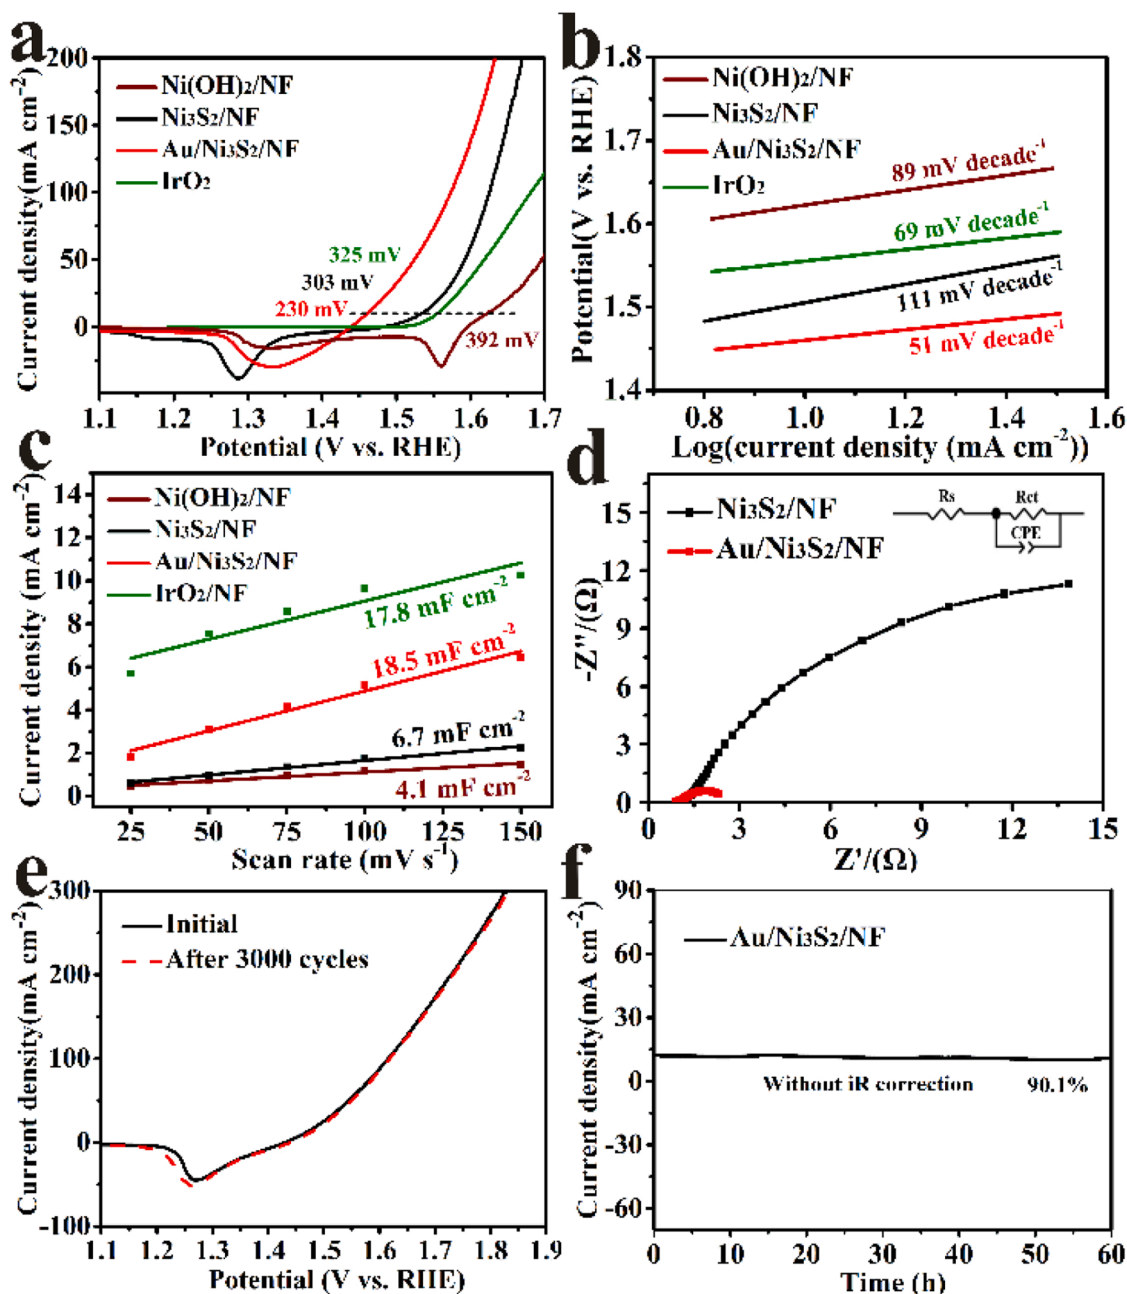 a
200
150
100
50
0
Current density(mA cm⁻²)
Ni(OH)₂/NF
Ni₃S₂/NF
Au/Ni₃S₂/NF
IrO₂
325 mV
303 mV
230 mV
392 mV
1.1 1.2 1.3 1.4 1.5 1.6 1.7
Potential (V vs. RHE)
b
1.8
1.7
1.6
1.5
1.4
Potential(V vs. RHE)
Ni(OH)₂/NF
Ni₃S₂/NF
Au/Ni₃S₂/NF
IrO₂
89 mV decade⁻¹
69 mV decade⁻¹
111 mV decade⁻¹
51 mV decade⁻¹
0.8 1.0 1.2 1.4 1.6
Log(current density (mA cm⁻²))
c
14
12
10
8
6
4
2
0
Current density (mA cm⁻²)
Ni(OH)₂/NF
Ni₃S₂/NF
Au/Ni₃S₂/NF
IrO₂/NF
17.8 mF cm⁻²
18.5 mF cm⁻²
6.7 mF cm⁻²
4.1 mF cm⁻²
25 50 75 100 125 150
Scan rate (mV s⁻¹)
d
15
12
9
6
3
0
-Z''/(Ω)
Ni₃S₂/NF
Au/Ni₃S₂/NF
Rs
Rct
CPE
0 3 6 9 12 15
Z'/(Ω)
e
300
200
100
0
-100
Current density(mA cm⁻²)
Initial
After 3000 cycles
1.1 1.2 1.3 1.4 1.5 1.6 1.7 1.8 1.9
Potential (V vs. RHE)
f
90
60
30
0
-30
-60
Current density(mA cm⁻²)
Au/Ni₃S₂/NF
Without iR correction
90.1%
0 10 20 30 40 50 60
Time (h)